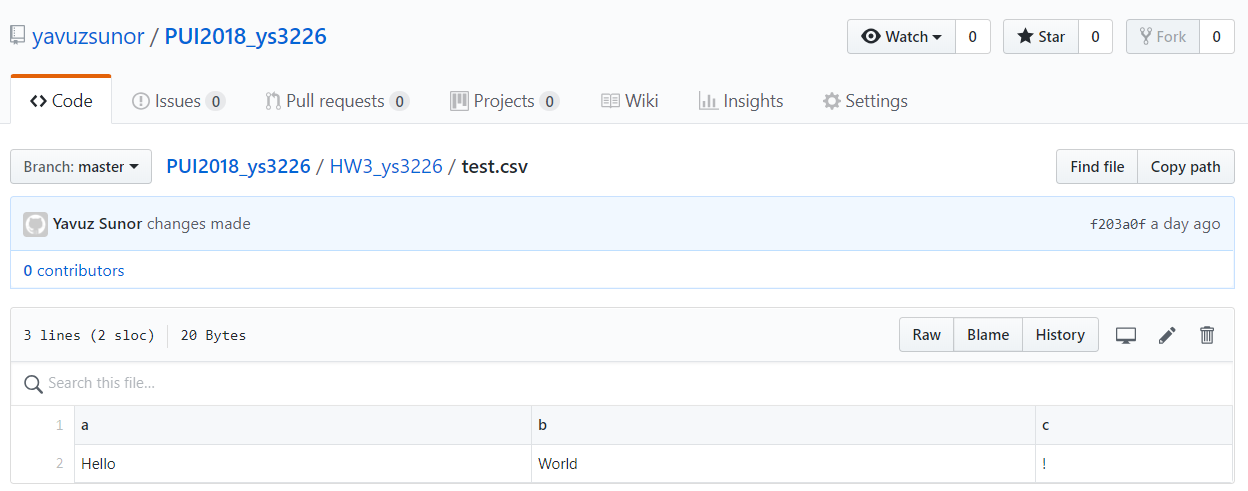 yavuzsunor / PUI2018_ys3226 Watch 0 Star 0 Fork 0
Code Issues 0 Pull requests 0 Projects 0 Wiki Insights Settings
Branch: master PUI2018_ys3226 / HW3_ys3226 / test.csv Find file Copy path
Yavuz Sunor changes made f203a0f a day ago
0 contributors
3 lines (2 sloc) 20 Bytes Raw Blame History
Search this file...
1 a b c
2 Hello World !